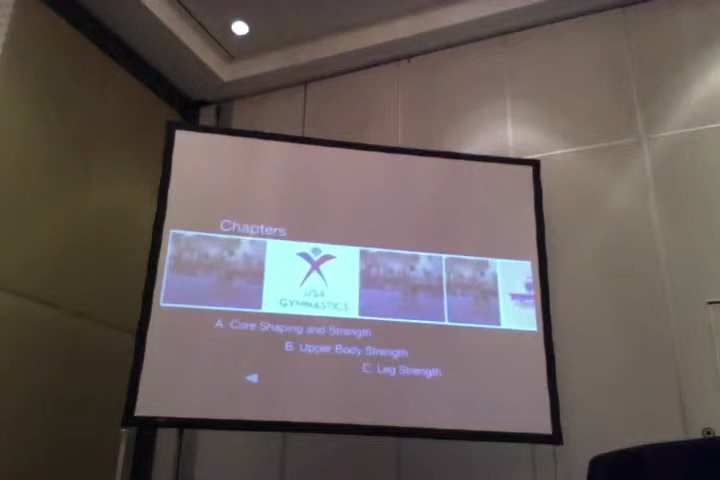 Chapters
USA
GYMNASTICS
A. Core Shaping and Strength
B. Upper Body Strength
C. Leg Strength